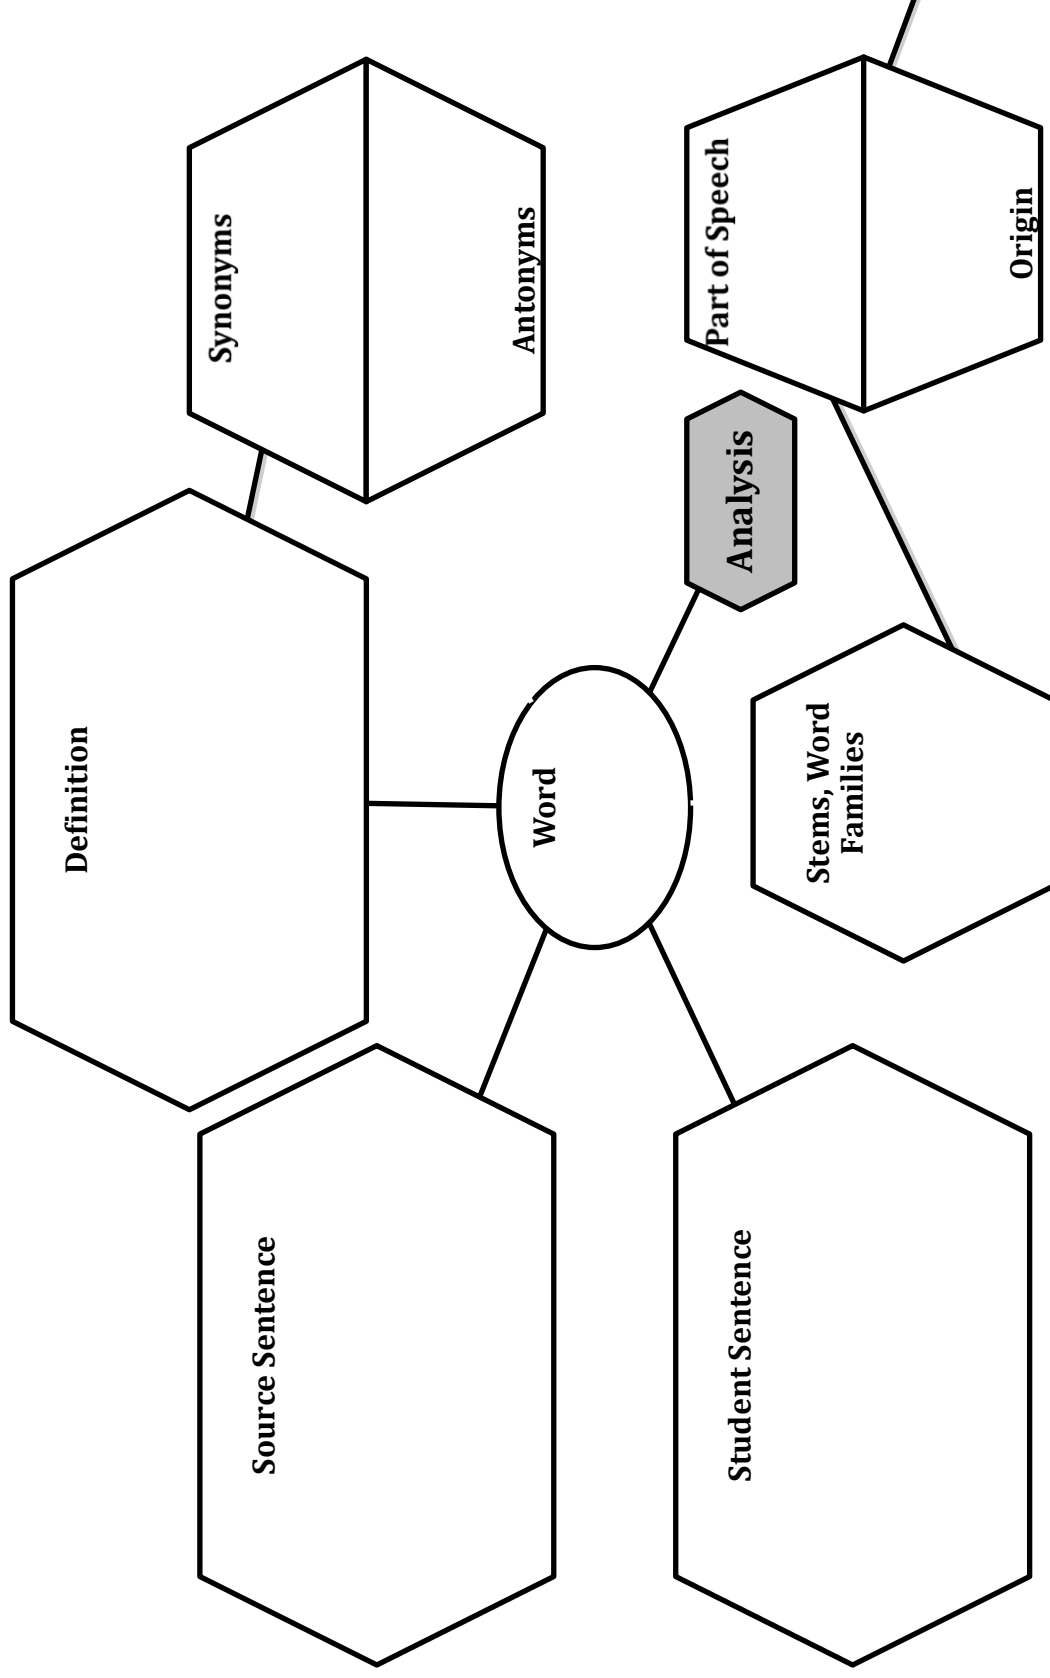 Definition
Synonyms
Antonyms
Source Sentence
Word
Analysis
Part of Speech
Origin
Student Sentence
Stems, Word
Families